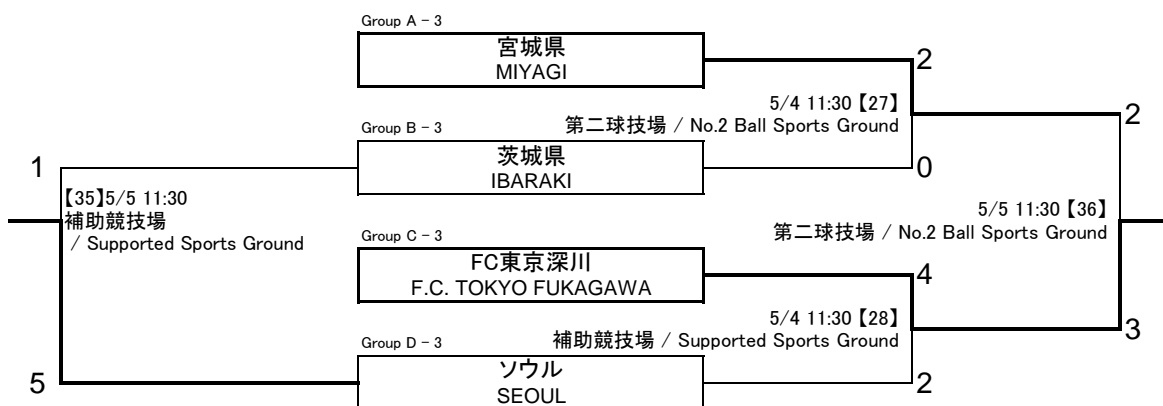 Group A - 3
宮城県
MIYAGI
2
5/4 11:30【27】
第二球技場 / No.2 Ball Sports Ground
2
Group B - 3
茨城県
IBARAKI
1
0
【35】5/5 11:30
補助競技場
/ Supported Sports Ground
5/5 11:30【36】
第二球技場 / No.2 Ball Sports Ground
Group C - 3
FC東京深川
F.C. TOKYO FUKAGAWA
4
5/4 11:30【28】
補助競技場 / Supported Sports Ground
3
Group D - 3
ソウル
SEOUL
5
2